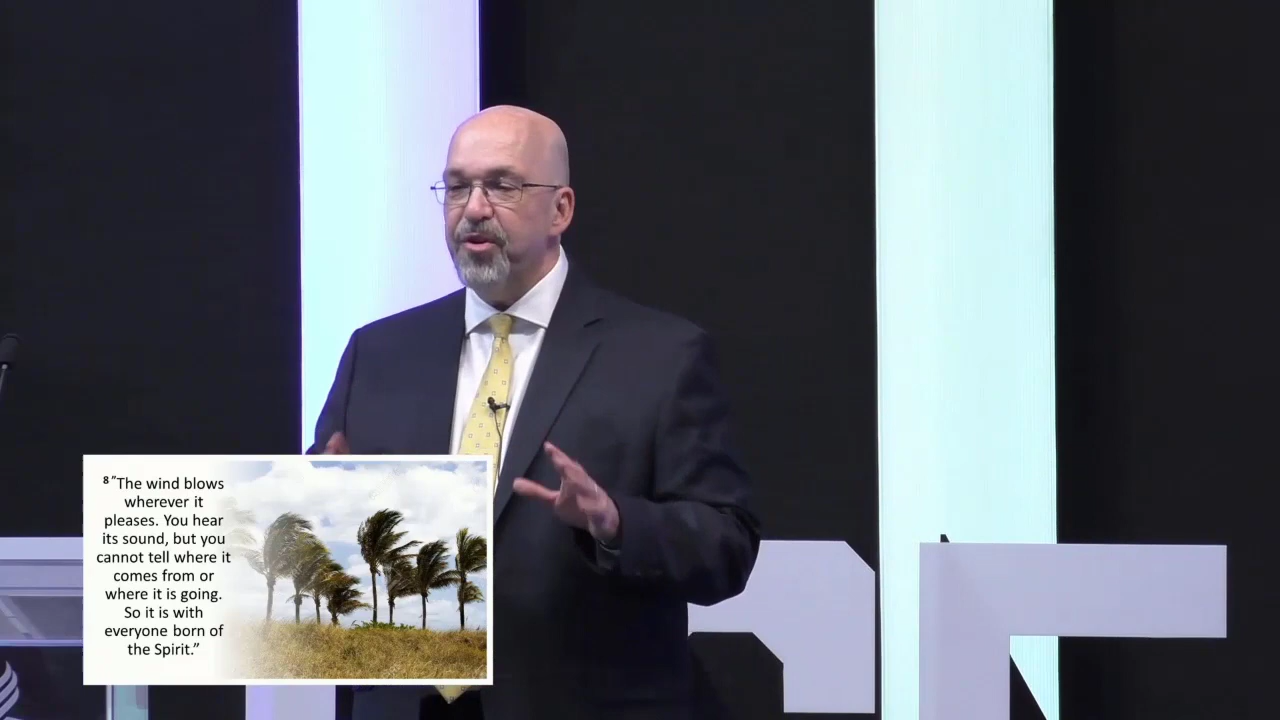 8 "The wind blows
wherever it
pleases. You hear
its sound, but you
cannot tell where it
comes from or
where it is going.
So it is with
everyone born of
the Spirit.”